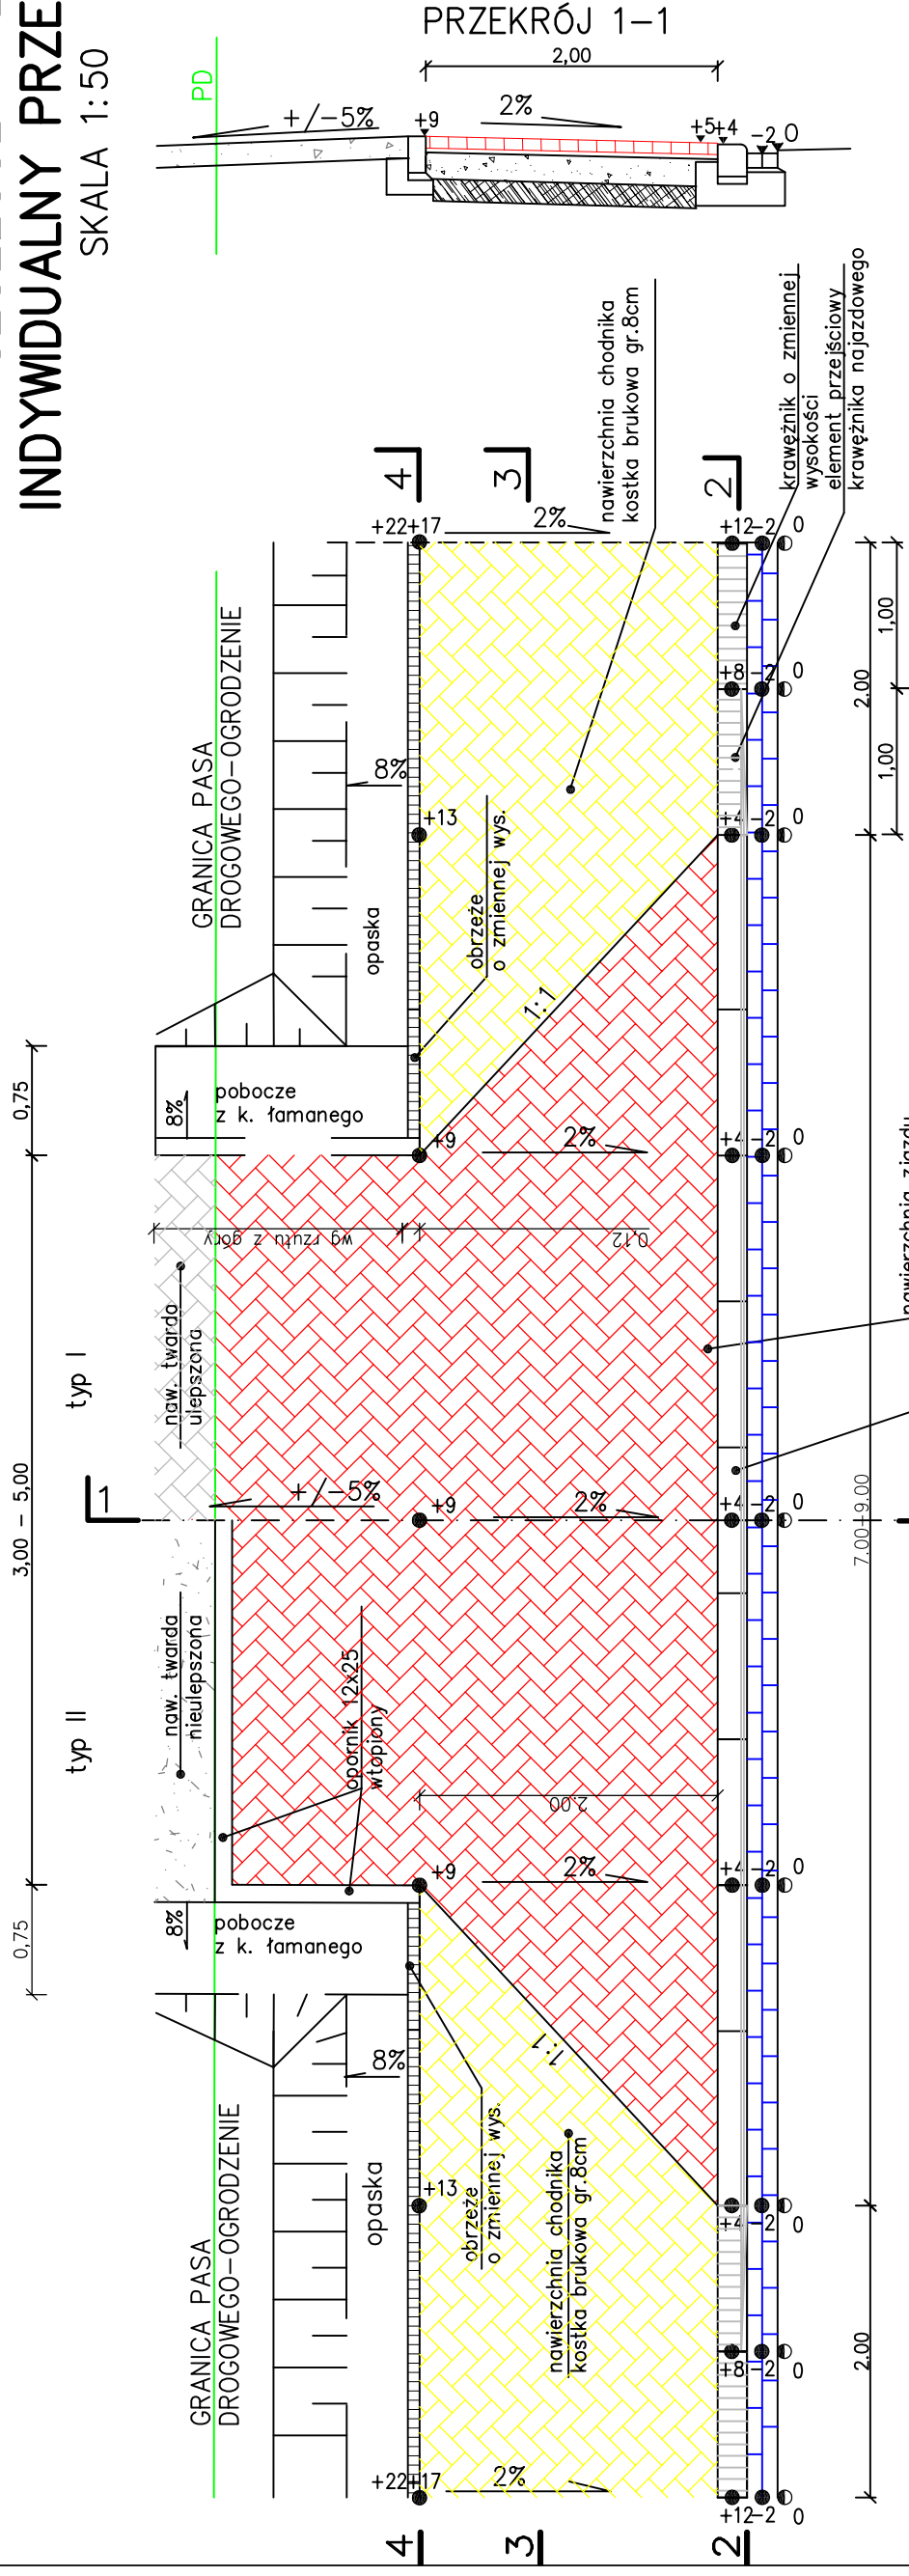 INDYWIDUALNY PRZE
SKALA 1:50
PRZEKRÓJ 1-1
2,00
PD
+/-5%
+9
2%
+5+4
-2
0
4
3
2
nawierzchnia chodnika
kostka brukowa gr.8cm
krawężnik o zmiennej
wysokości
element przejściowy
krawężnika najazdowego
+22+17
2%
+12-2
0
GRANICA PASA
DROGOWEGO-OGRODZENIE
+8-2
0
1,00
2.00
1,00
8%
+13
+4-2
0
opaska
obrzeże
o zmiennej wys.
1:1
0,75
8%
pobocze
z k. łamanego
+9
2%
+4-2
0
wg rzutu z góry
0.12
naw. twarda
ulepszona
nawierzchnia zjazdu
typ I
3,00 - 5,00
1
+/-5%
+9
2%
+4-2
0
7.00÷9.00
typ II
naw. twarda
nieulepszona
opornik 12x25
wtopiony
2.00
+9
2%
+4-2
0
0,75
8%
pobocze
z k. łamanego
1:1
8%
opaska
+13
obrzeże
o zmiennej wys.
nawierzchnia chodnika
kostka brukowa gr.8cm
+4-2
0
GRANICA PASA
DROGOWEGO-OGRODZENIE
+8-2
0
2.00
+22+17
2%
+12-2
0
4
3
2